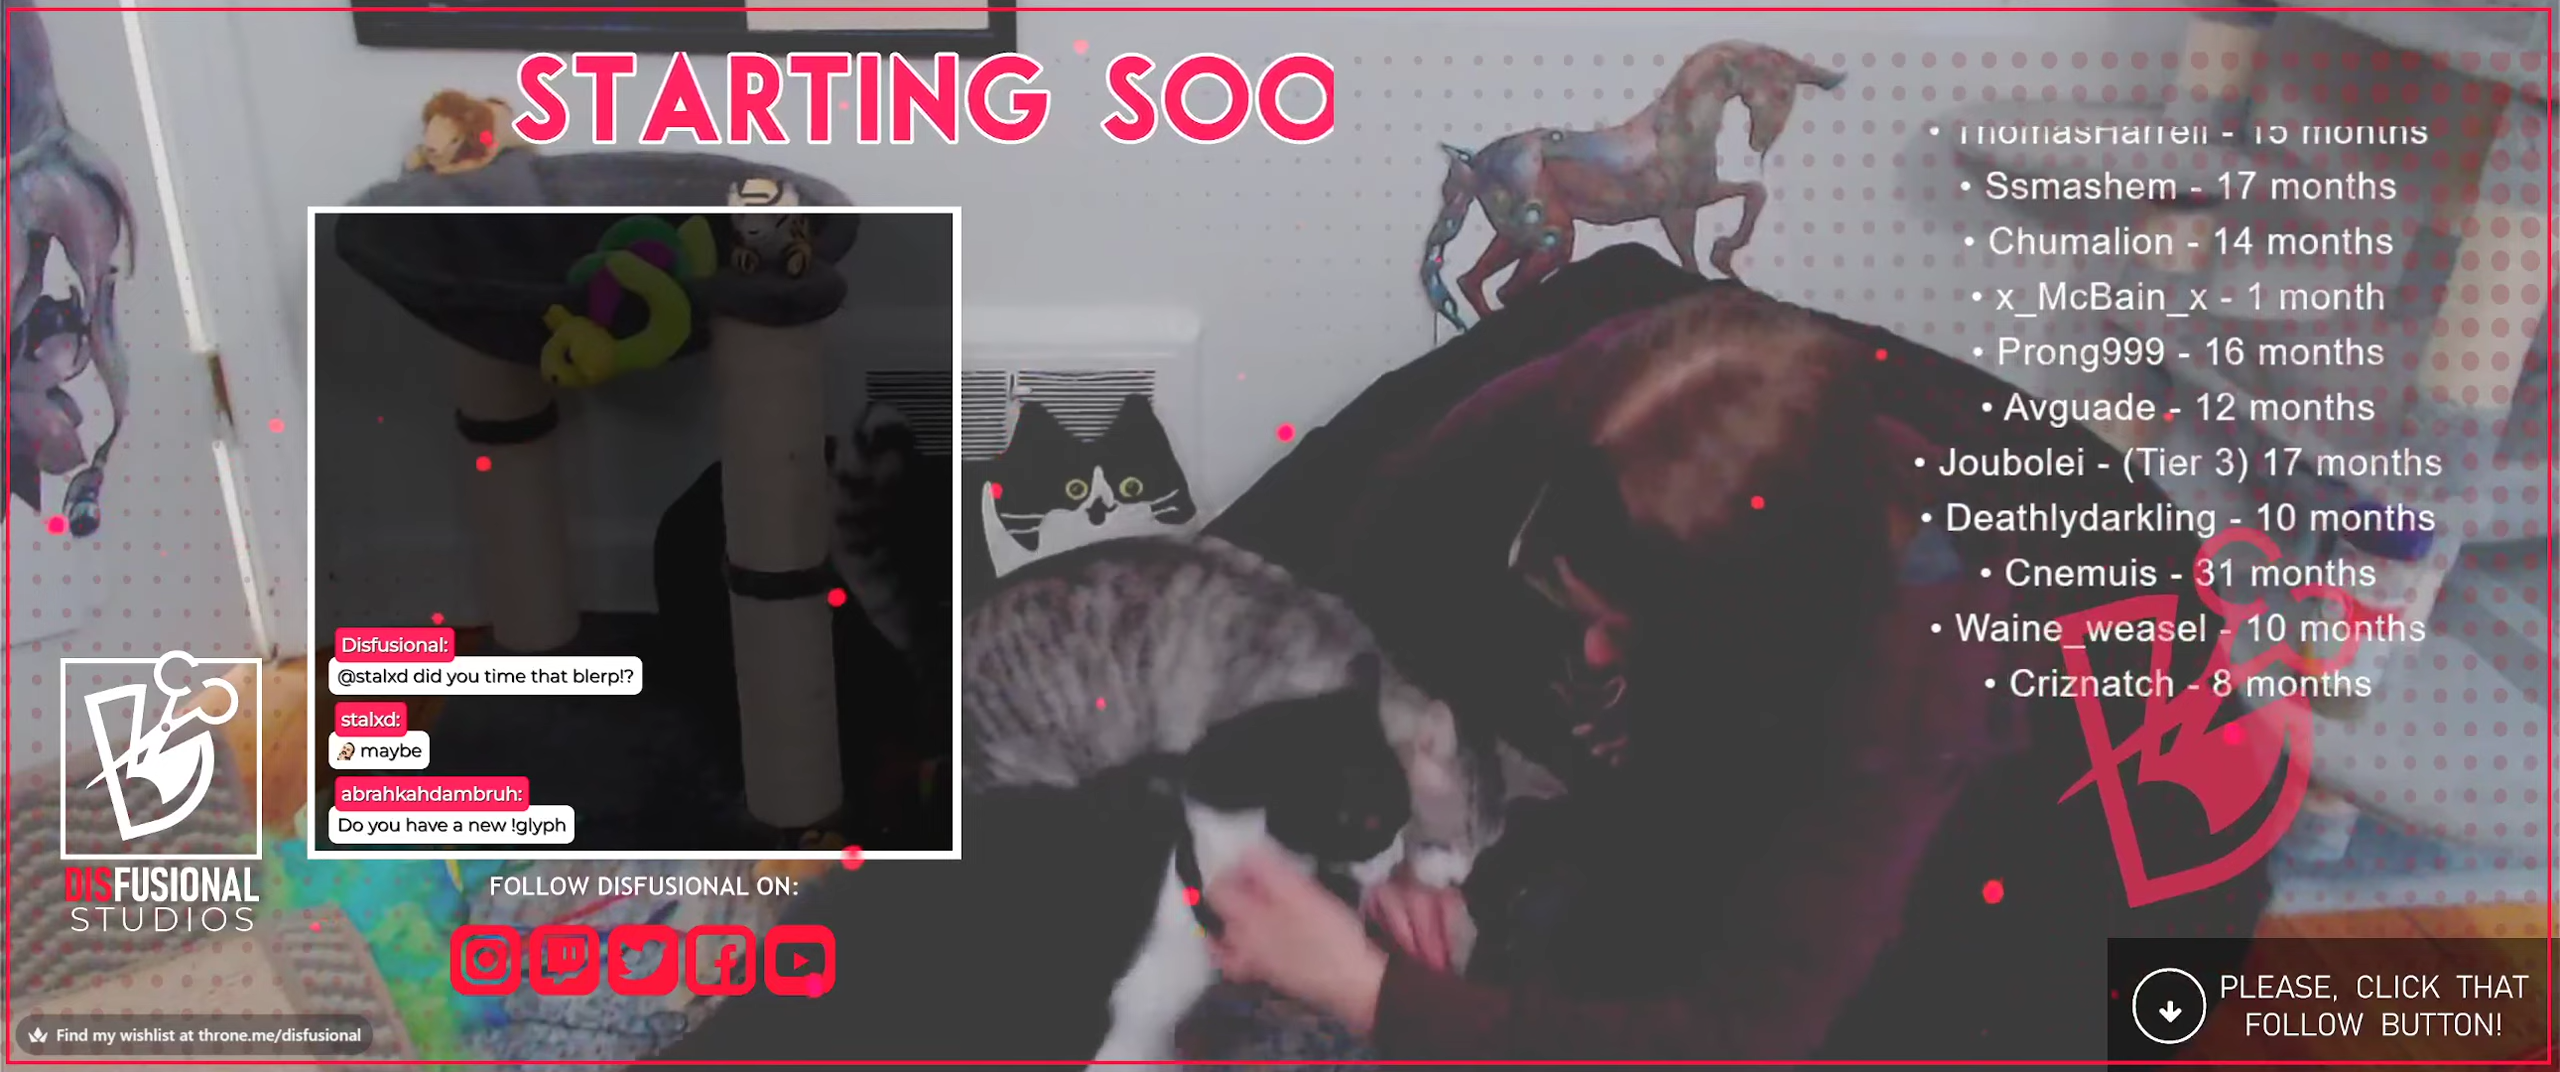 STARTING SOO
• ThomasHarrell - 15 months
• Ssmashem - 17 months
• Chumalion - 14 months
• x_McBain_x - 1 month
• Prong999 - 16 months
• Avguade - 12 months
• Joubolei - (Tier 3) 17 months
• Deathlydarkling - 10 months
• Cnemuis - 31 months
• Waine_weasel - 10 months
• Criznatch - 8 months
Disfusional:
@stalxd did you time that blerp!?
stalxd:
maybe
abrahkahdambruh:
Do you have a new !glyph
DISFUSIONAL
STUDIOS
FOLLOW DISFUSIONAL ON:
Find my wishlist at throne.me/disfusional
PLEASE, CLICK THAT
FOLLOW BUTTON!